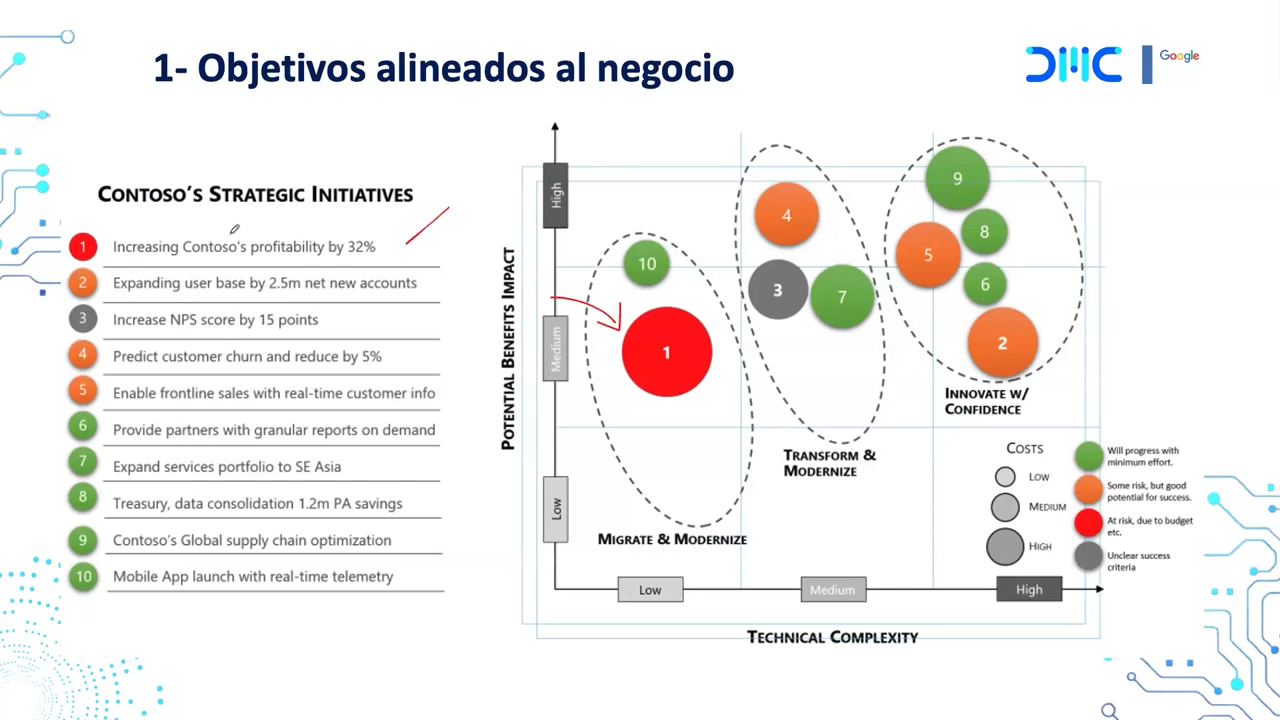 1- Objetivos alineados al negocio
DMC
Google
CONTOSO'S STRATEGIC INITIATIVES
1 Increasing Contoso's profitability by 32%
2 Expanding user base by 2.5m net new accounts
3 Increase NPS score by 15 points
4 Predict customer churn and reduce by 5%
5 Enable frontline sales with real-time customer info
6 Provide partners with granular reports on demand
7 Expand services portfolio to SE Asia
8 Treasury, data consolidation 1.2m PA savings
9 Contoso's Global supply chain optimization
10 Mobile App launch with real-time telemetry
POTENTIAL BENEFITS IMPACT
High
Medium
Low
10
1
MIGRATE & MODERNIZE
4
3
7
TRANSFORM &
MODERNIZE
9
8
5
6
2
INNOVATE W/
CONFIDENCE
COSTS
LOW
MEDIUM
HIGH
Will progress with
minimum effort.
Some risk, but good
potential for success.
At risk, due to budget
etc.
Unclear success
criteria
Low
Medium
High
TECHNICAL COMPLEXITY